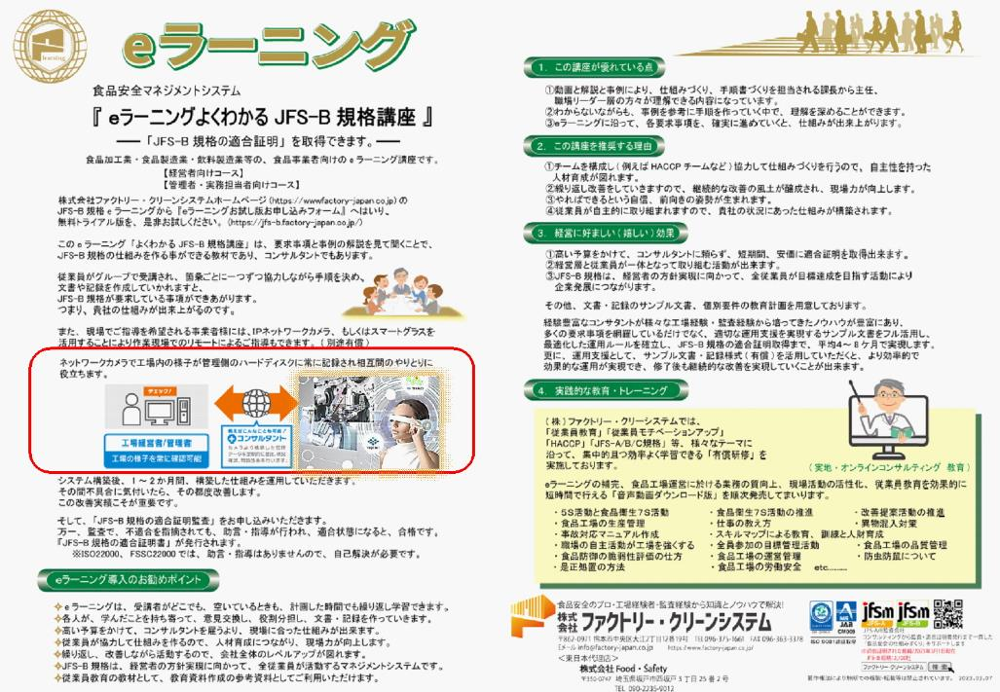 eラーニング
食品安全マネジメントシステム
『 eラーニングよくわかる JFS-B 規格講座 』
―「JFS-B 規格の適合証明」を取得できます。―
食品加工業・食品製造業・飲料製造業等の、食品事業者向けの eラーニング講座です。
【経営者向けコース】
【管理者・実務担当者向けコース】
株式会社ファクトリー・クリーンシステムホームページ(https://wwwfactory-japan.co.jp)の
JFS-B 規格 e ラーニングから『eラーニングお試し版お申し込みフォーム』へはいり、
無料トライアル版を、是非お試しください。(https://jfs-b.factory-japan.co.jp/)
この e ラーニング「よくわかる JFS-B 規格講座」は、要求事項と事例の解説を見て聞くことで、
JFS-B 規格の仕組みを作る事ができる教材であり、コンサルタントでもあります。
従業員がグループで受講され、箇条ごとに一つずつ協力しながら手順を決め、
文書や記録を作成していかれますと、
JFS-B 規格が要求している事項ができあがります。
つまり、貴社の仕組みが出来上がるのです。
また、現場でご指導を希望される事業者様には、IPネットワークカメラ、もしくはスマートグラスを
活用することにより作業現場でのリモートによるご指導もできます。(別途有償)
ネットワークカメラで工場内の様子が管理側のハードディスクに常に記録され相互間のやりとりに
役立ちます。
チェック!
工場経営者/管理者
工場の様子を常に確認可能
コンサルタント
システム構築後、1~2か月間、構築した仕組みを運用していただきます。
その間不具合に気付いたら、その都度改善します。
この改善実績こそが重要です。
そして、「JFS-B 規格の適合証明監査」をお申し込みいただきます。
万一、監査で、不適合を指摘されても、助言・指導が行われ、適合状態になると、合格です。
『JFS-B 規格の適合証明書』が発行されます。
※ISO22000、FSSC22000 では、助言・指導はありませんので、自己解決が必要です。
eラーニング導入のお勧めポイント
e ラーニングは、受講者がどこでも、空いているときも、計画した時間でも繰り返し学習できます。
各人が、学んだことを持ち寄って、意見交換し、役割分担し、文書・記録を作っていきます。
高い予算をかけて、コンサルタントを雇うより、現場に合った仕組みが出来ます。
従業員が協力して仕組みを作るので、人材育成につながり、現場力が向上します。
繰り返し、改善しながら活動するので、会社全体のレベルアップが図れます。
JFS-B 規格は、経営者の方針実現に向かって、全従業員が活動するマネジメントシステムです。
従業員教育の教材として、教育資料作成の参考資料としてご利用いただけます。
1. この講座が優れている点
①動画と解説と事例により、仕組みづくり、手順書づくりを担当される課長から主任、
職場リーダー層の方々が理解できる内容になっています。
②わからないながらも、事例を参考に手順を作っていく中で、理解を深めることができます。
③eラーニングに沿って、各要求事項を、確実に進めていくと、仕組みが出来上がります。
2. この講座を推奨する理由
①チームを構成し(例えば HACCP チームなど)協力して仕組みづくりを行うので、自主性を持った
人材育成が図れます。
②繰り返し改善をしていきますので、継続的な改善の風土が醸成され、現場力が向上します。
③やればできるという自信、前向きの姿勢が生まれます。
④従業員が自主的に取り組まれますので、貴社の状況にあった仕組みが構築されます。
3. 経営に好ましい(嬉しい)効果
①高い予算をかけて、コンサルタントに頼らず、短期間、安価に適合証明を取得出来ます。
②経営層と従業員が一体となって取り組む活動が出来ます。
③JFS-B 規格は、経営者の方針実現に向かって、全従業員が目標達成を目指す活動により
企業発展につながります。
その他、文書・記録のサンプル文書、個別要件の教育計画を用意しております。
経験豊富なコンサルタントが様々な工場経験・監査経験から培ってきたノウハウが豊富にあり、
多くの要求事項を網羅しているだけでなく、適切な運用支援を実現するサンプル文書をフル活用し、
最適化した運用ルールを確立し、JFS-B 規格の適合証明取得まで、平均4~8ヶ月で実現します。
更に、運用支援として、サンプル文書・記録様式(有償)を活用していただくと、より効率的で
効果的な運用が実現でき、修了後も継続的な改善を実現していくことが出来ます。
4. 実践的な教育・トレーニング
(株)ファクトリー・クリーンシステムでは、
「従業員教育」「従業員モチベーションアップ」
「HACCP」「JFS-A/B/C規格」等、様々なテーマに
沿って、集中的且つ効率よく学習できる「有償研修」を
実施しております。
(実地・オンラインコンサルティング 教育)
eラーニングの補完、食品工場運営に於ける業務の質向上、現場活動の活性化、従業員教育を効果的に
短時間で行える「音声動画ダウンロード版」を順次発売してまいります。
・5S活動と食品衛生7S活動 ・食品衛生7Sの推進 ・改善提案活動の推進
・食品工場の生産管理 ・仕事の教え方 ・異物混入対策
・事故対応マニュアル作成 ・スキルマップによる教育、訓練と人財育成
・職場の自主活動が工場を強くする ・全員参加の目標管理活動 ・食品工場の品質管理
・食品防御の脆弱性評価の仕方 ・食品工場の運営管理 ・防虫防鼠について
・是正処置の方法 ・食品工場の労働安全 etc..........
食品安全のプロ・工場経験者・監査経験から知識とノウハウで解決!
株式会社 ファクトリー・クリーンシステム
〒862-0971 熊本市中央区大江2丁目12番19号 TEL 096-371-1661 FAX 096-363-3378
Eメール info@factory-japan.co.jp https://www.factory-japan.co.jp/
<東日本代理店>
株式会社 Food・Safety
〒350-0247 埼玉県坂戸市西坂戸3丁目25番2号
TEL 090-2235-9012
JAB
CM009
jfsm jfsm
JFS-A JFS-B
ファクトリークリーンシステム 検索
2023.03.07